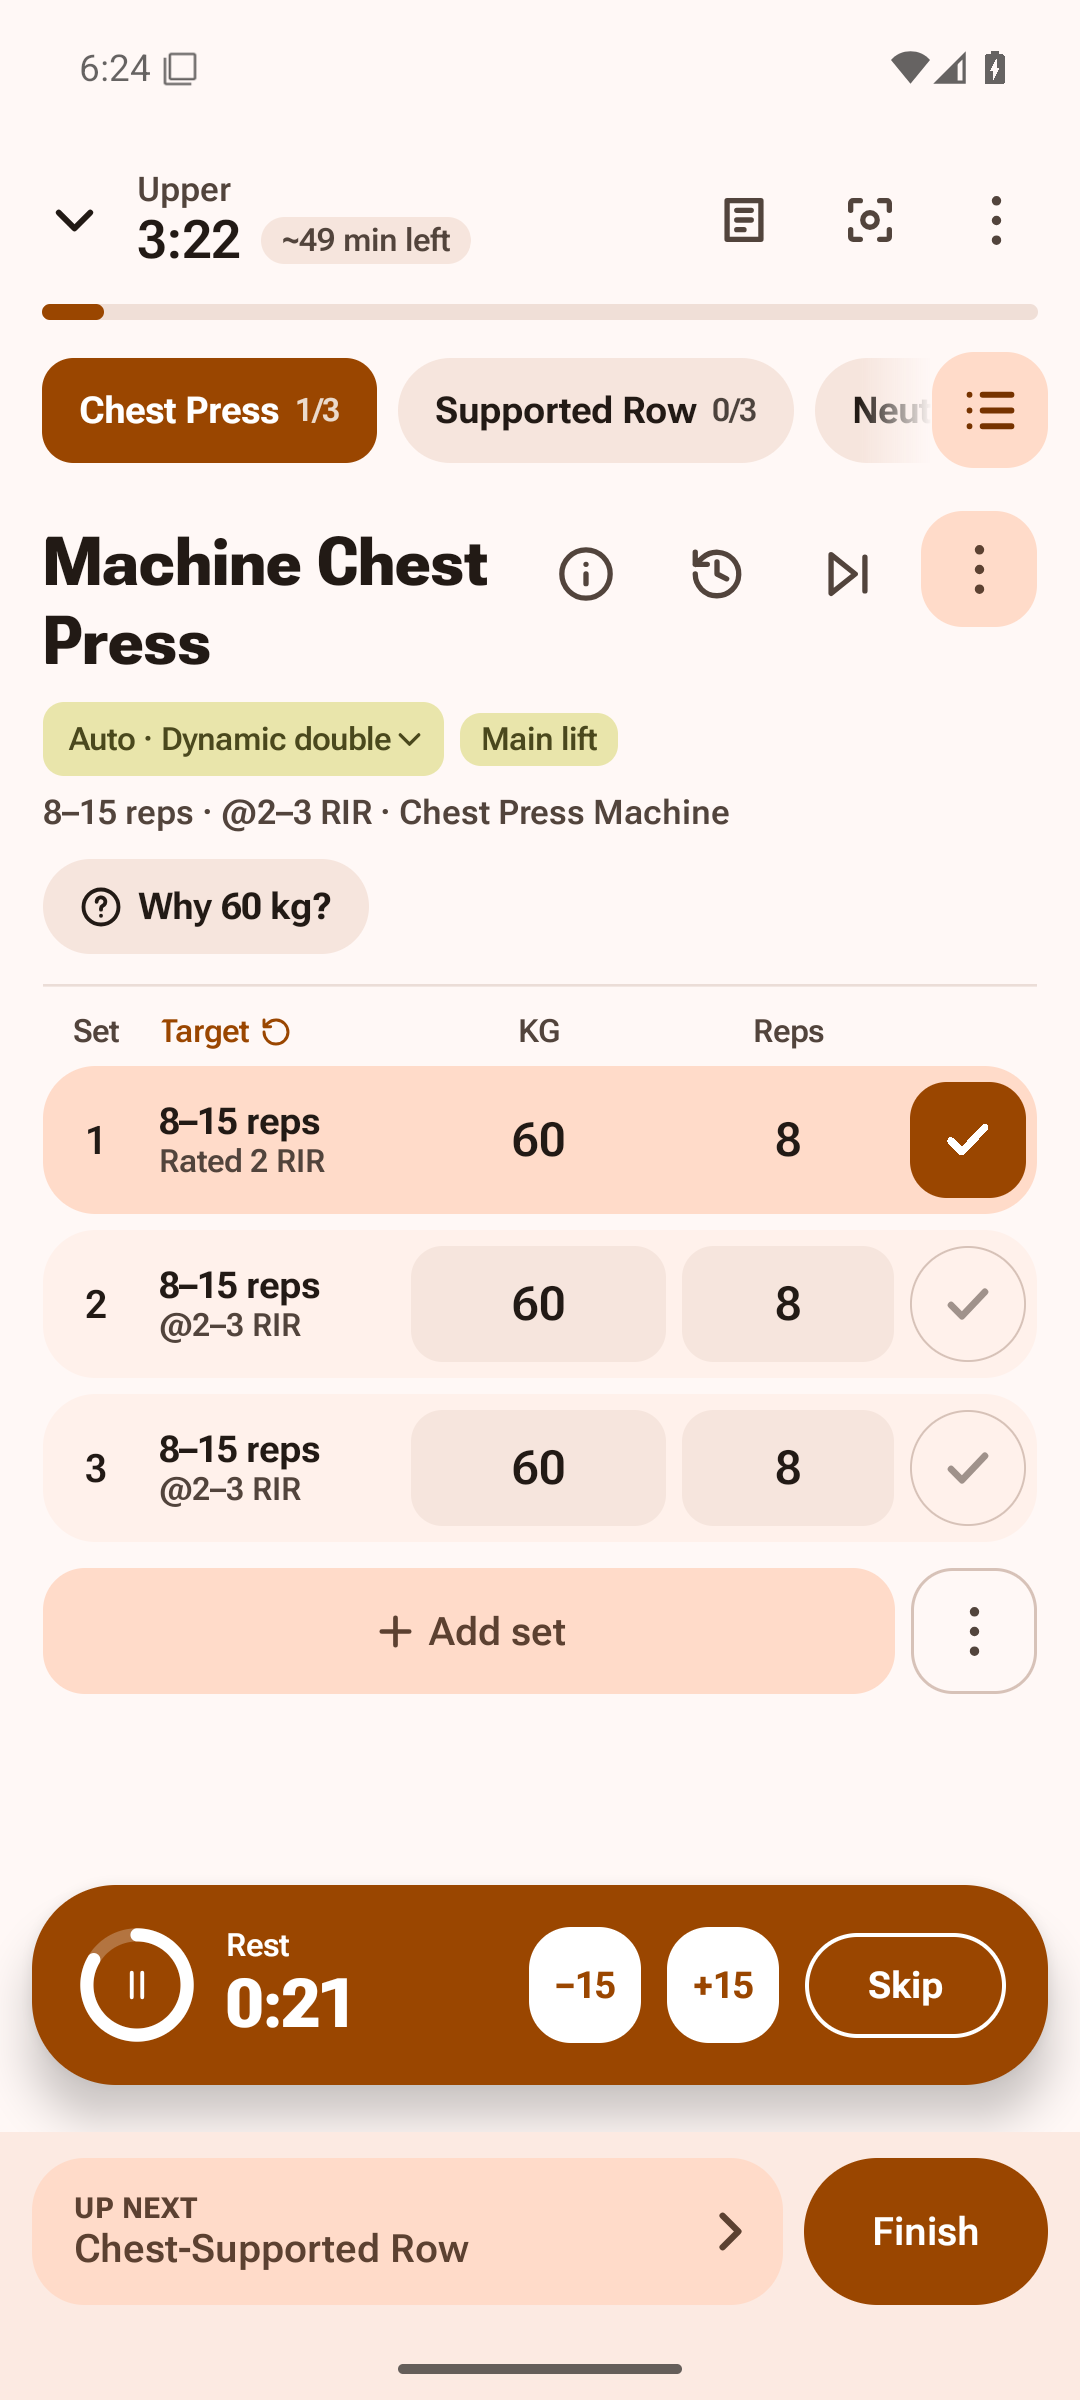 6:24
Upper
3:22 ~49 min left
Chest Press 1/3 Supported Row 0/3 Neut
Machine Chest
Press
Auto · Dynamic double Main lift
8–15 reps · @2–3 RIR · Chest Press Machine
Why 60 kg?
Set Target KG Reps
1 8–15 reps 60 8
Rated 2 RIR
2 8–15 reps 60 8
@2–3 RIR
3 8–15 reps 60 8
@2–3 RIR
+ Add set
Rest
0:21 −15 +15 Skip
UP NEXT
Chest-Supported Row
Finish